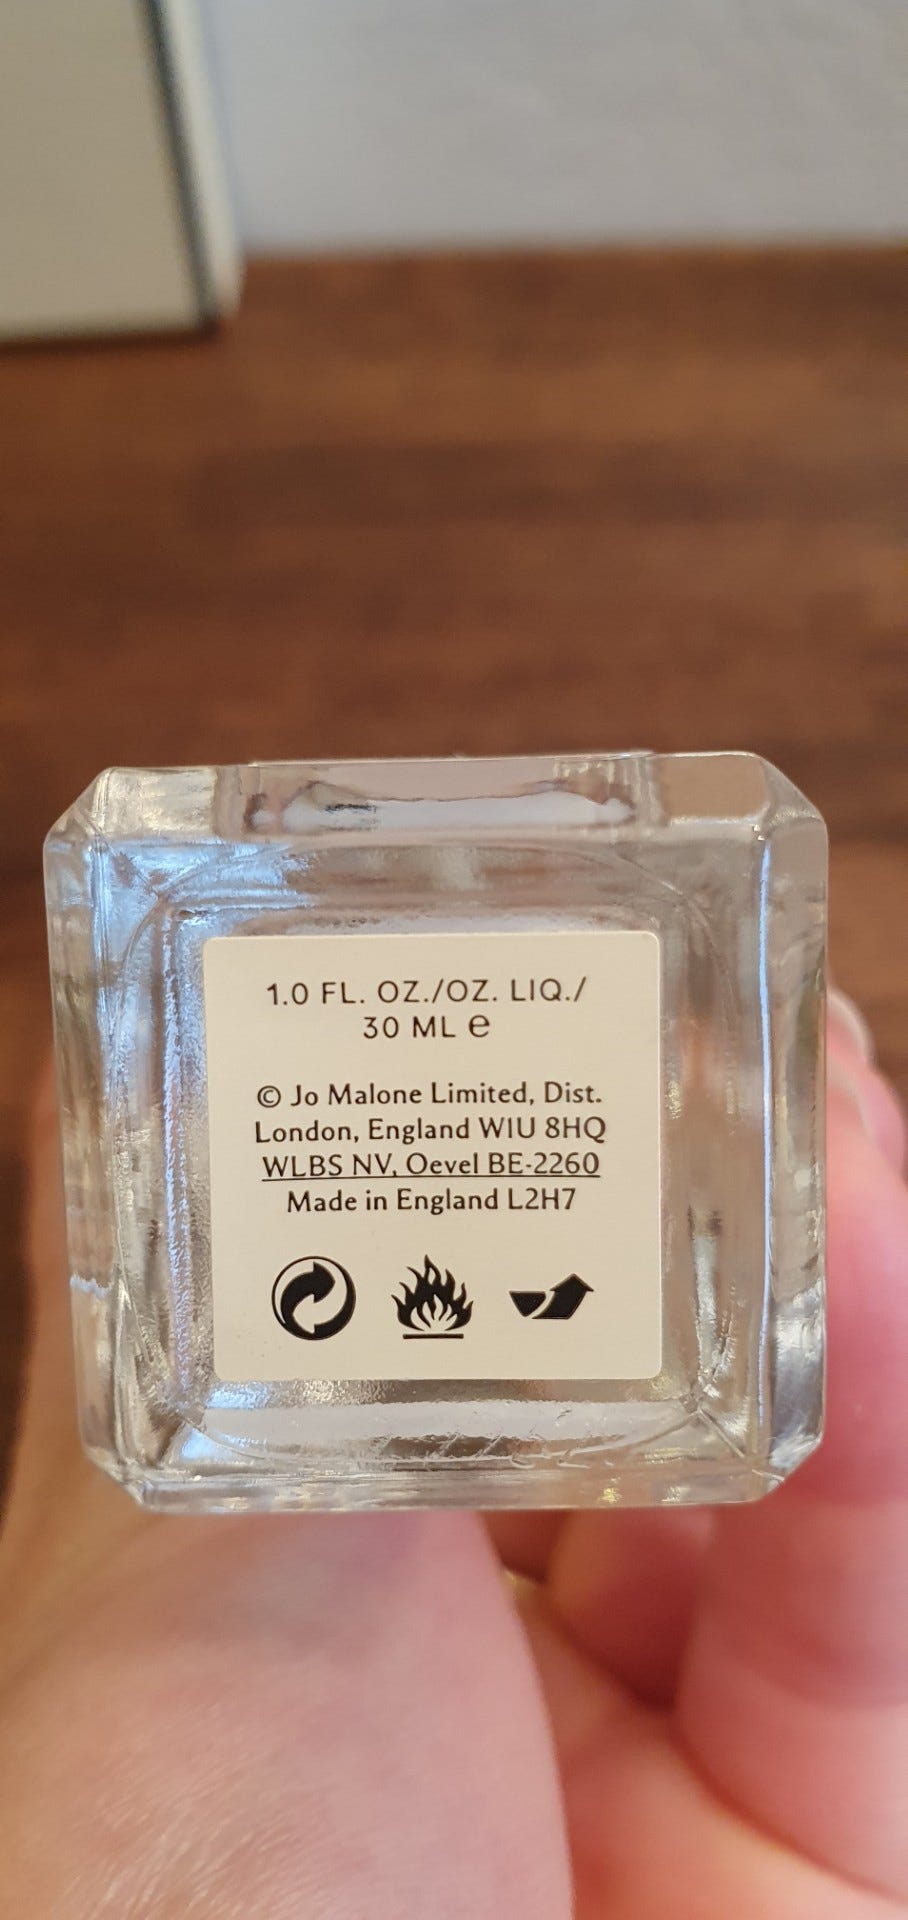 1.0 FL. OZ./OZ. LIQ./
30 ML ℮
© Jo Malone Limited, Dist.
London, England W1U 8HQ
WLBS NV, Oevel BE-2260
Made in England L2H7